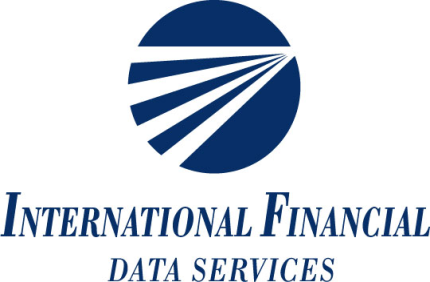 INTERNATIONAL FINANCIAL
DATA SERVICES